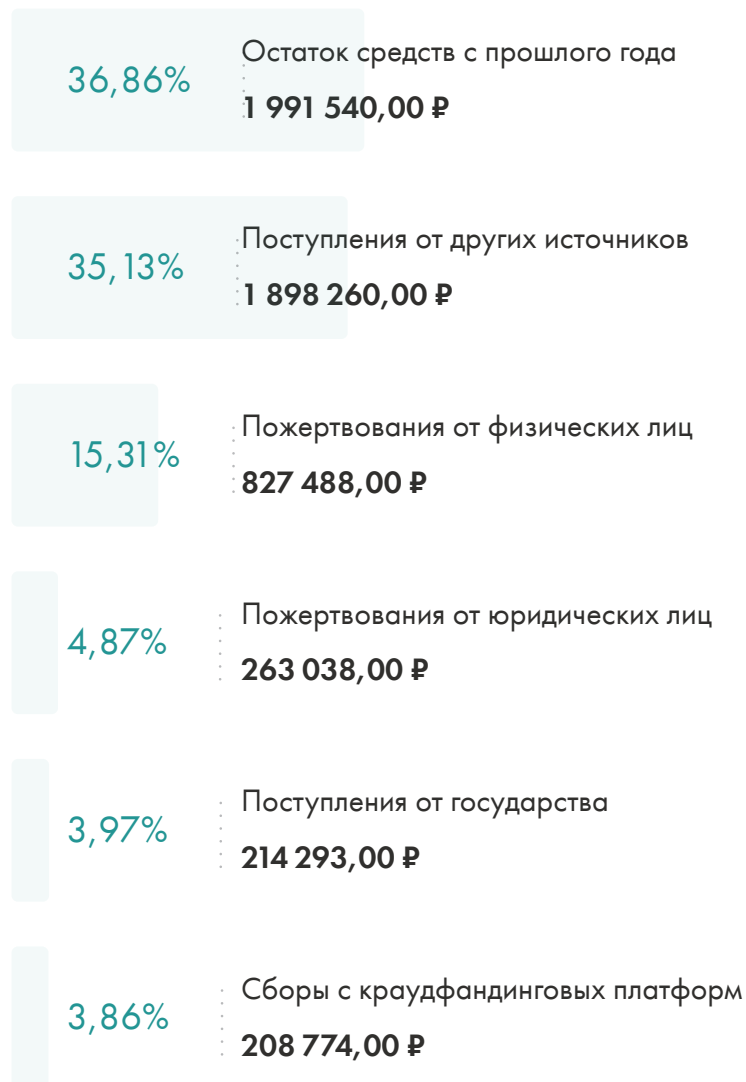 36,86%
Остаток средств с прошлого года
1 991 540,00 ₽
35,13%
Поступления от других источников
1 898 260,00 ₽
15,31%
Пожертвования от физических лиц
827 488,00 ₽
4,87%
Пожертвования от юридических лиц
263 038,00 ₽
3,97%
Поступления от государства
214 293,00 ₽
3,86%
Сборы с краудфандинговых платформ
208 774,00 ₽